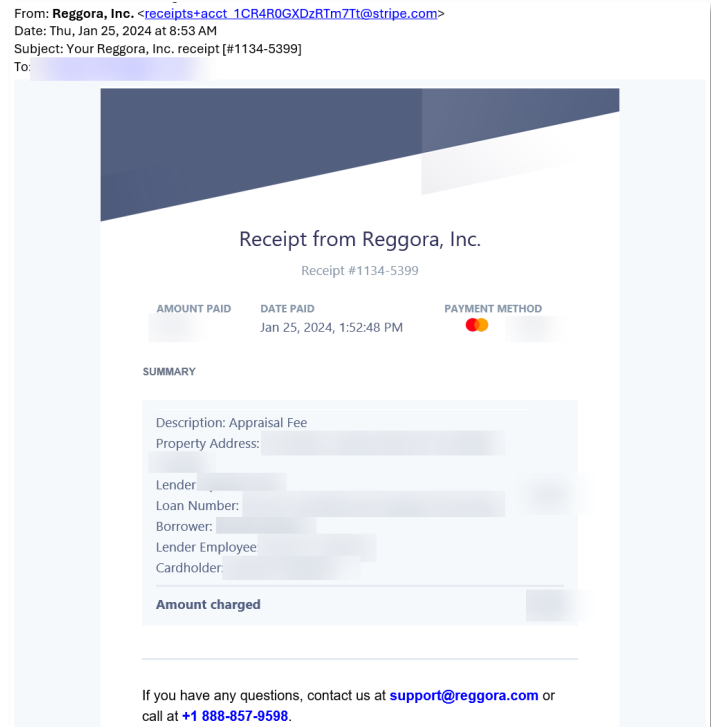 From: Reggora, Inc. <receipts+acct_1CR4R0GXDzRTm7Tt@stripe.com>
Date: Thu, Jan 25, 2024 at 8:53 AM
Subject: Your Reggora, Inc. receipt [#1134-5399]
To:
Receipt from Reggora, Inc.
Receipt #1134-5399
AMOUNT PAID DATE PAID PAYMENT METHOD
Jan 25, 2024, 1:52:48 PM
SUMMARY
Description: Appraisal Fee
Property Address:
Lender
Loan Number:
Borrower:
Lender Employee
Cardholder:
Amount charged
If you have any questions, contact us at support@reggora.com or
call at +1 888-857-9598.